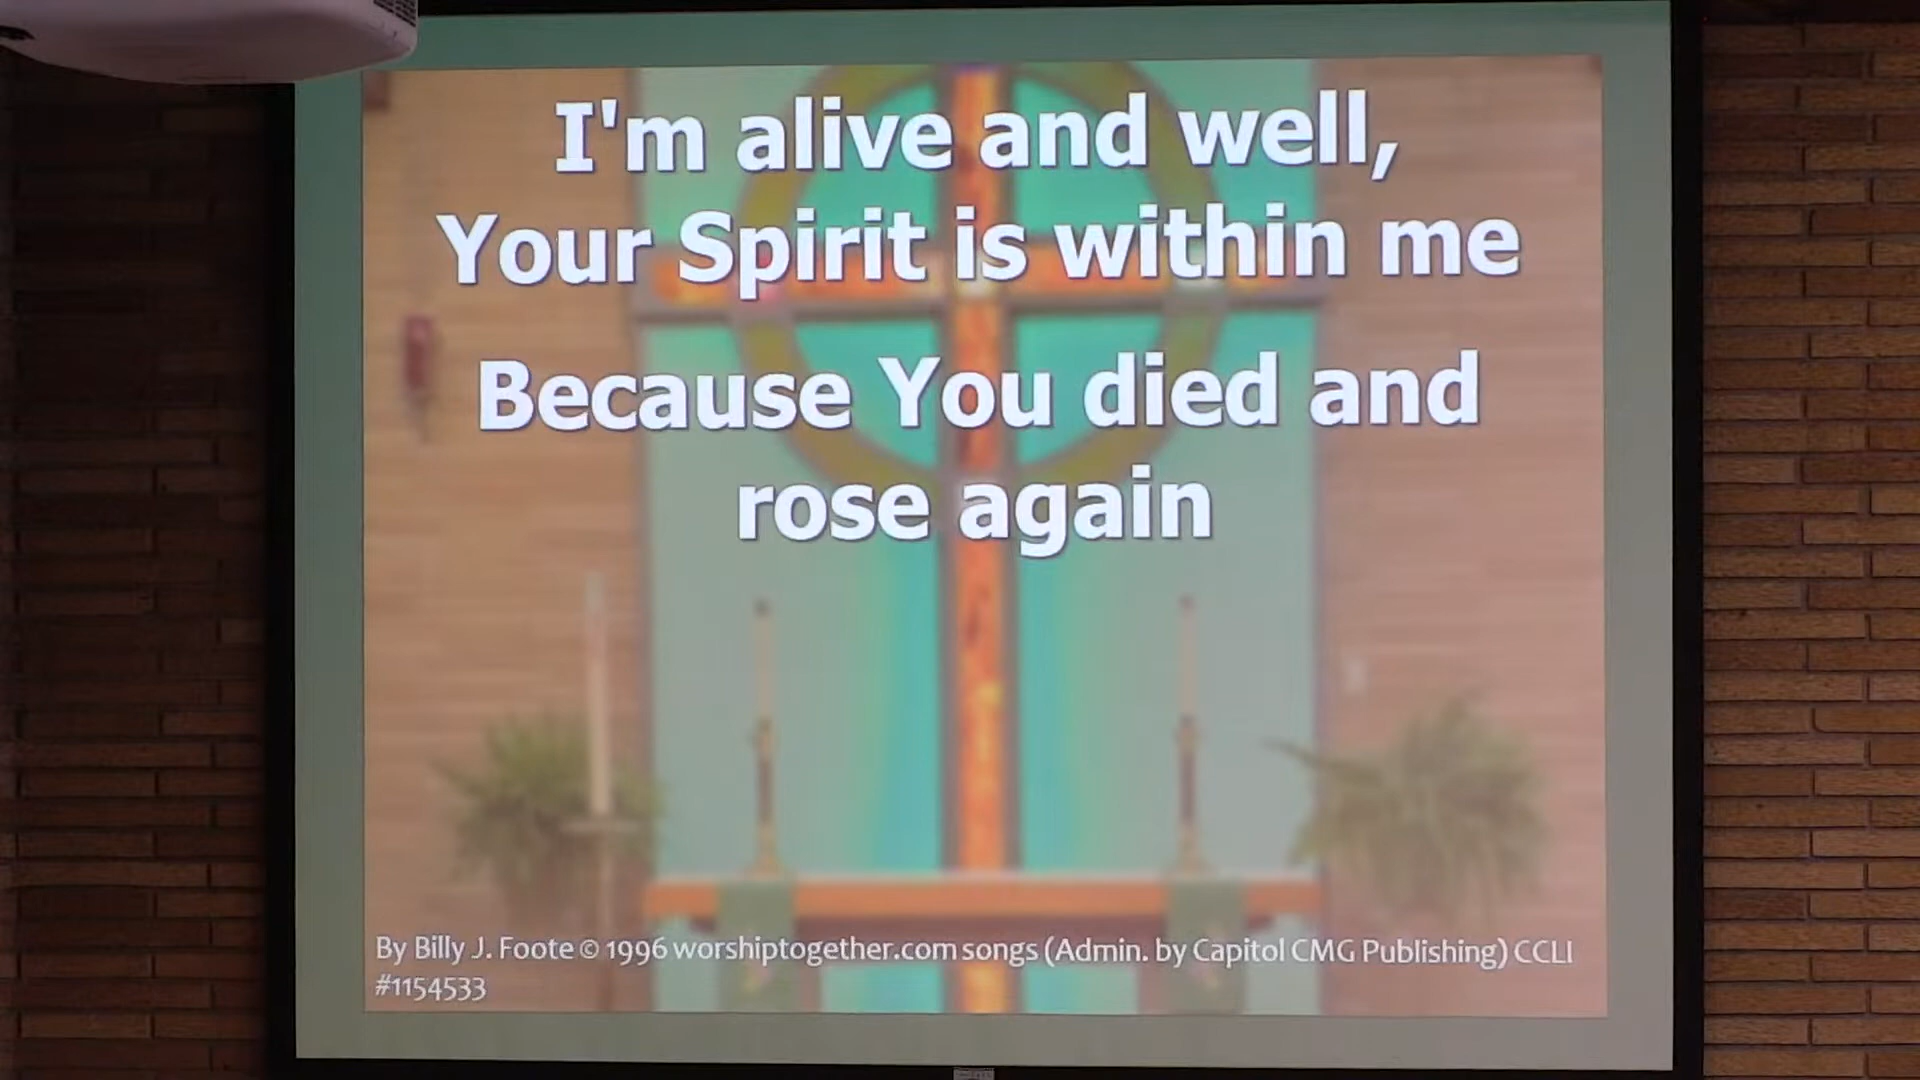 I'm alive and well,
Your Spirit is within me
Because You died and
rose again
By Billy J. Foote © 1996 worshiptogether.com songs (Admin. by Capitol CMG Publishing) CCLI
#1154533